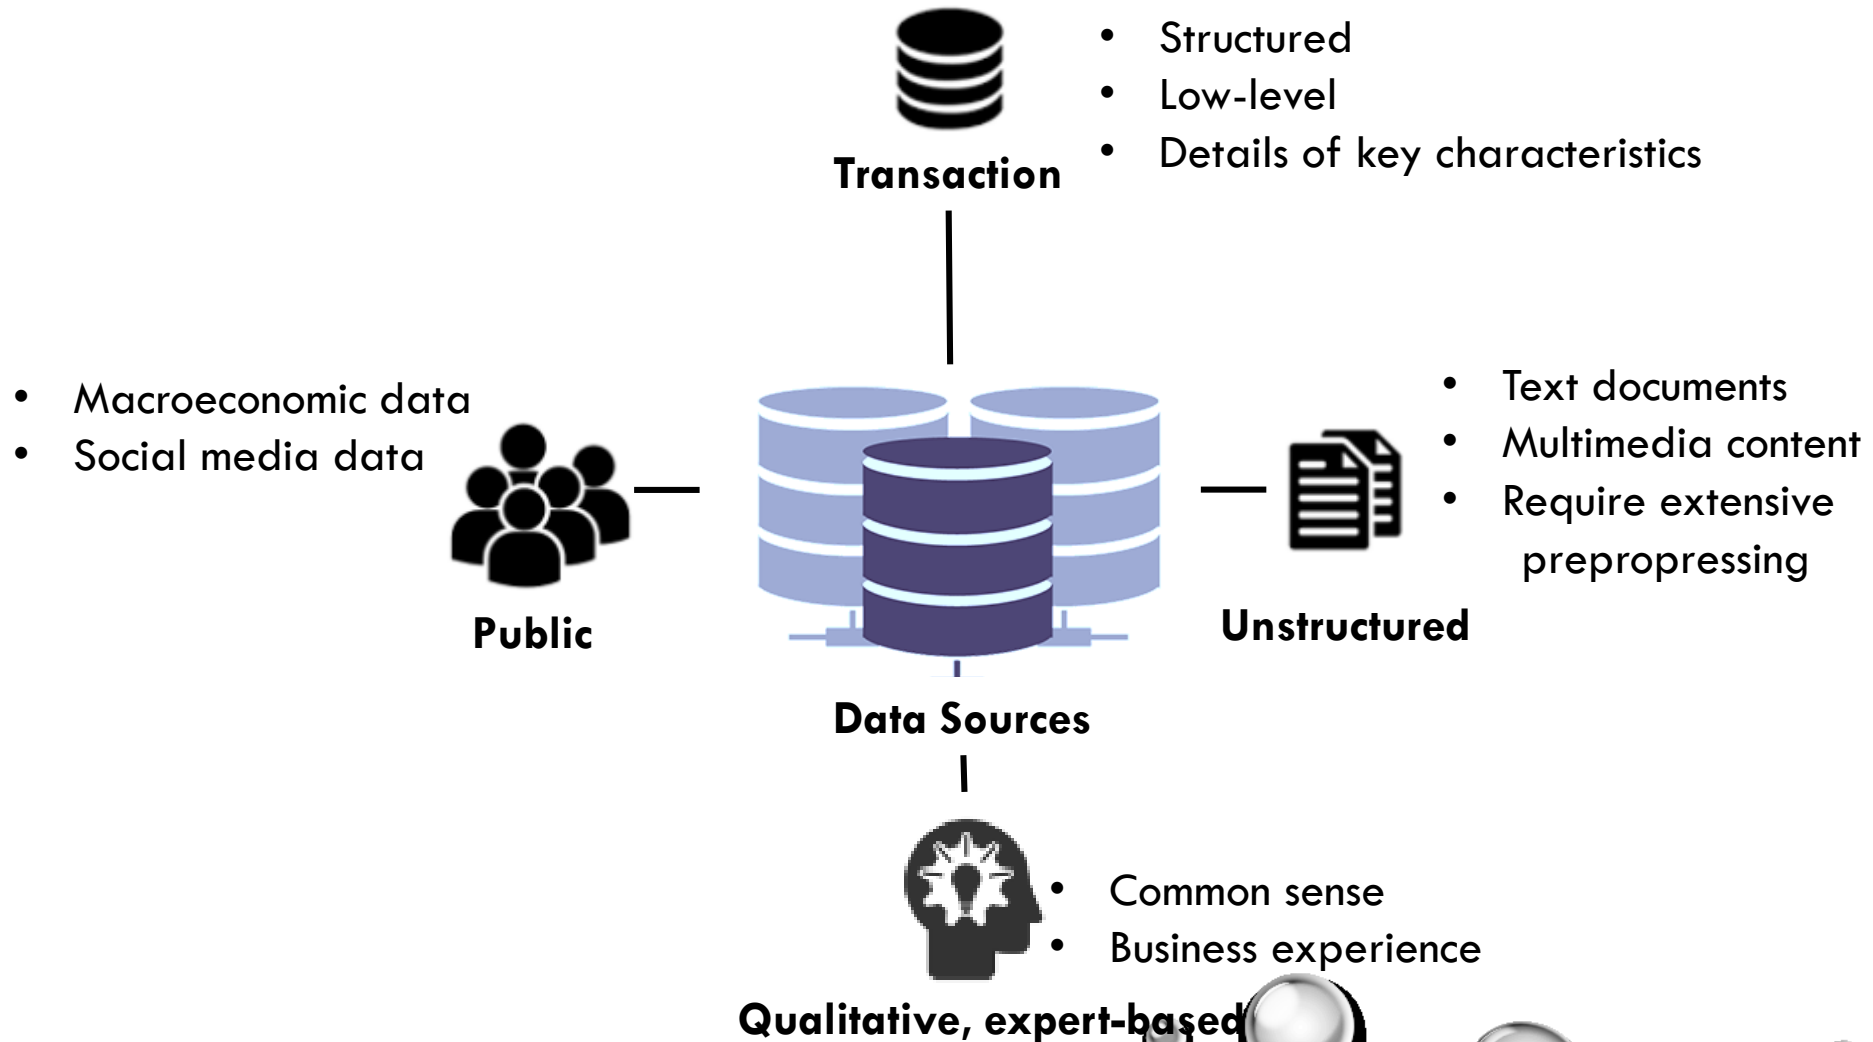 • Structured
• Low-level
• Details of key characteristics
Transaction
• Macroeconomic data
• Social media data
Public
• Text documents
• Multimedia content
• Require extensive
prepropressing
Unstructured
Data Sources
• Common sense
• Business experience
Qualitative, expert-based